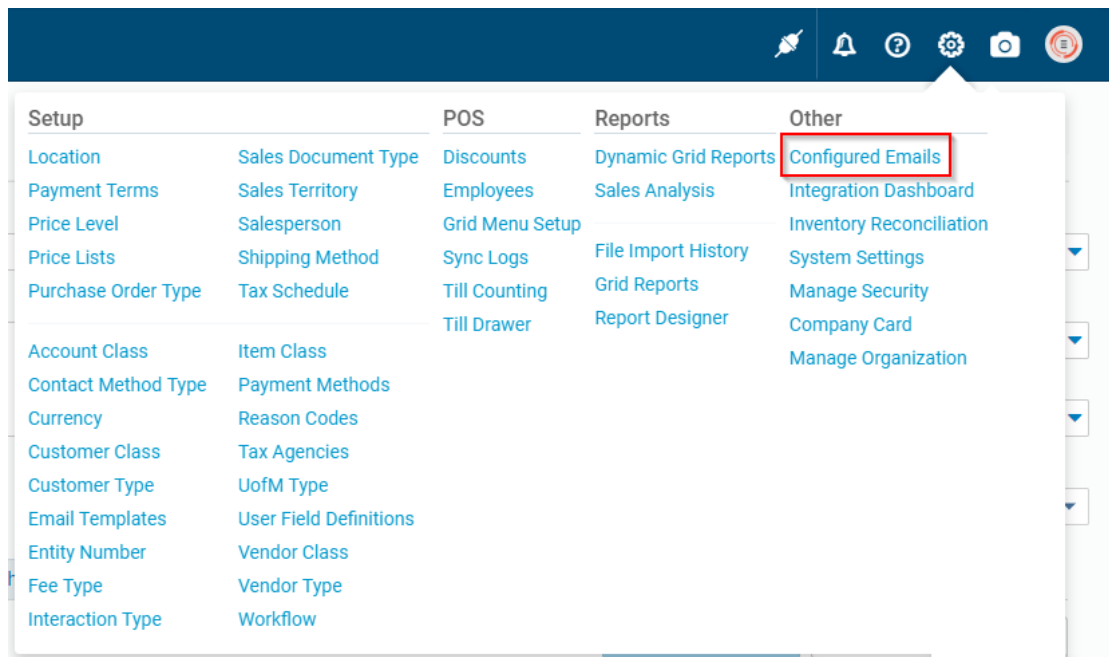 Setup
Location
Payment Terms
Price Level
Price Lists
Purchase Order Type
Account Class
Contact Method Type
Currency
Customer Class
Customer Type
Email Templates
Entity Number
Fee Type
Interaction Type
Sales Document Type
Sales Territory
Salesperson
Shipping Method
Tax Schedule
Item Class
Payment Methods
Reason Codes
Tax Agencies
UofM Type
User Field Definitions
Vendor Class
Vendor Type
Workflow
POS
Discounts
Employees
Grid Menu Setup
Sync Logs
Till Counting
Till Drawer
Reports
Dynamic Grid Reports
Sales Analysis
File Import History
Grid Reports
Report Designer
Other
Configured Emails
Integration Dashboard
Inventory Reconciliation
System Settings
Manage Security
Company Card
Manage Organization